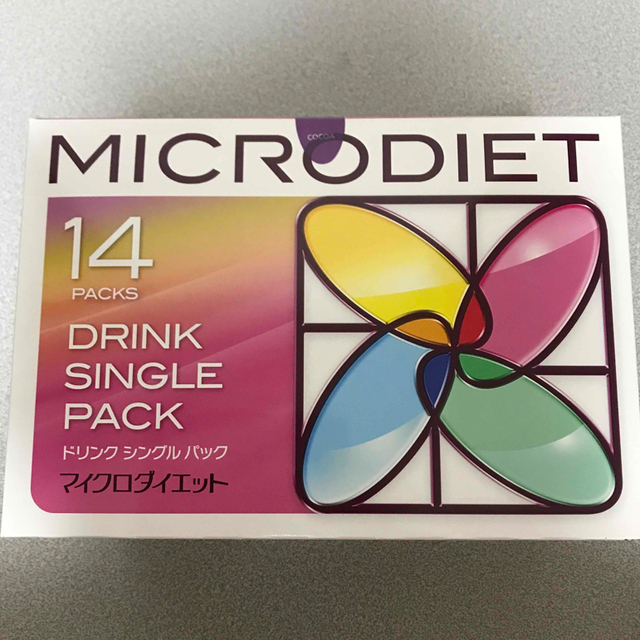 COCOA
MICRODIET
14
PACKS
DRINK
SINGLE
PACK
ドリンク シングル パック
マイクロダイエット